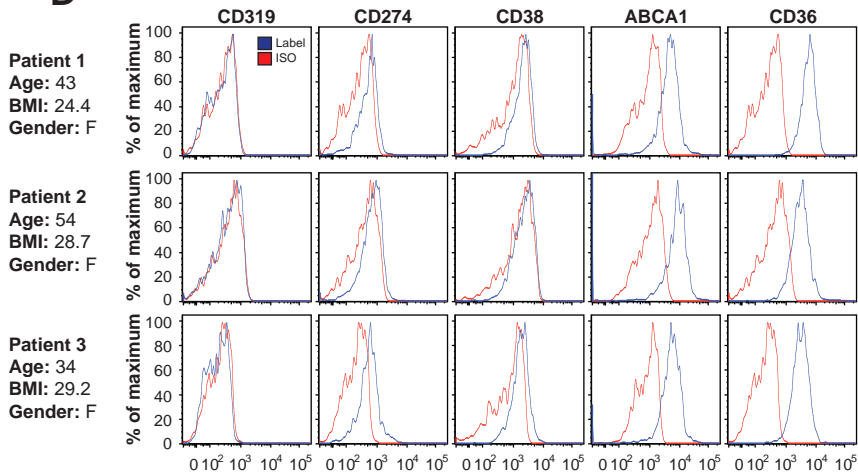 CD319 CD274 CD38 ABCA1 CD36
Patient 1
Age: 43
BMI: 24.4
Gender: F
% of maximum
100
80
60
40
20
0
Label
ISO
Patient 2
Age: 54
BMI: 28.7
Gender: F
% of maximum
100
80
60
40
20
0
Patient 3
Age: 34
BMI: 29.2
Gender: F
% of maximum
100
80
60
40
20
0
0 10² 10³ 10⁴ 10⁵ 0 10² 10³ 10⁴ 10⁵ 0 10² 10³ 10⁴ 10⁵ 0 10² 10³ 10⁴ 10⁵ 0 10² 10³ 10⁴ 10⁵